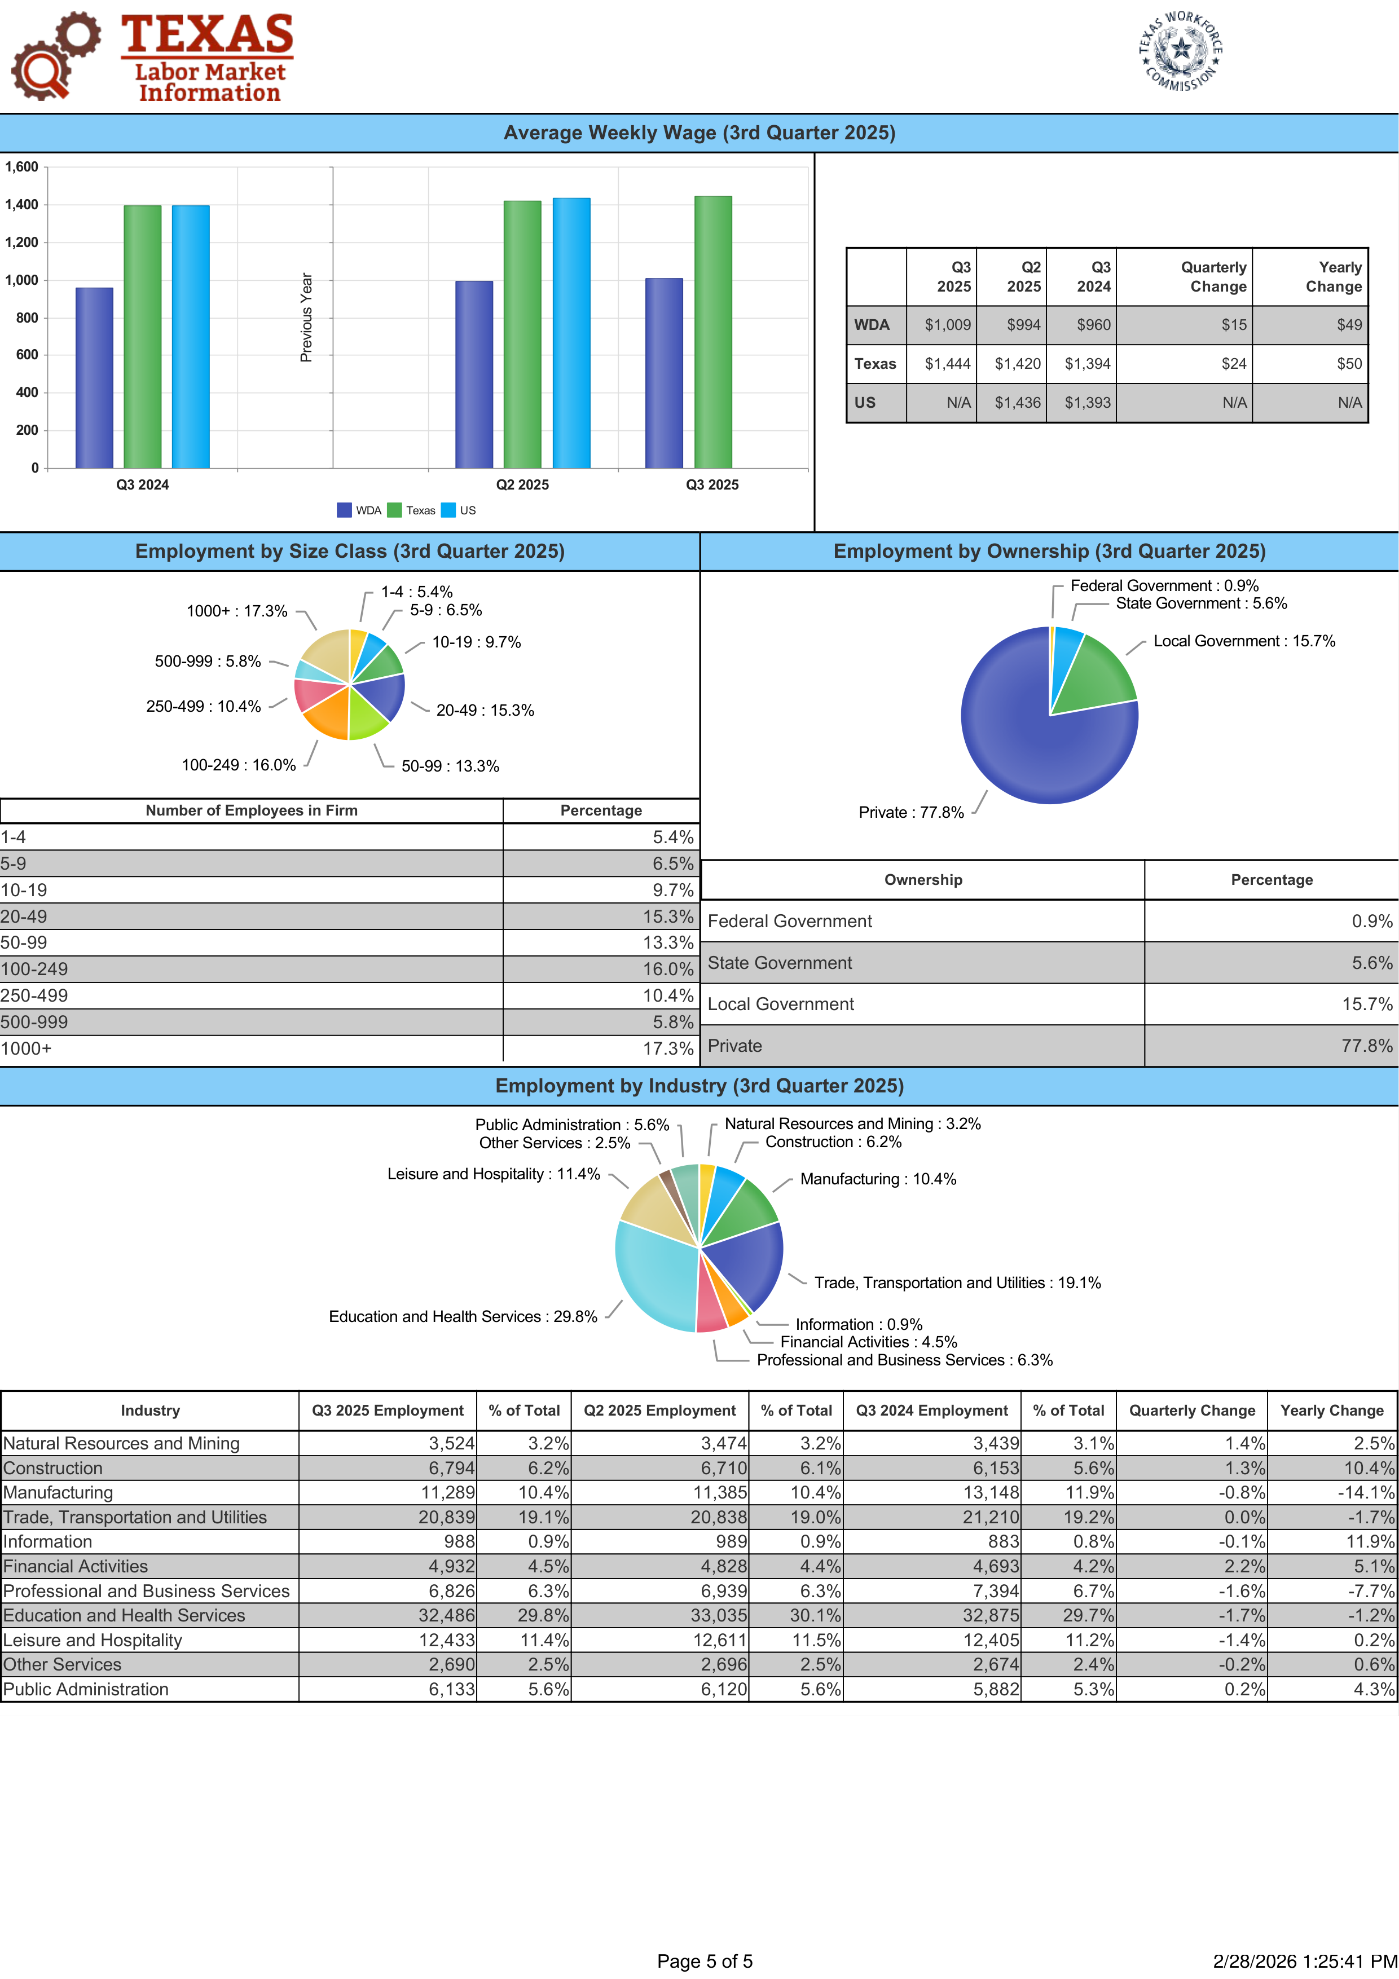 TEXAS
Labor Market
Information
TEXAS WORKFORCE
COMMISSION
Average Weekly Wage (3rd Quarter 2025)
1,600
1,400
1,200
1,000
800
600
400
200
0
Previous Year
Q3 2024
Q2 2025
Q3 2025
WDA Texas US
Q3 2025 Q2 2025 Q3 2024 Quarterly Change Yearly Change
WDA $1,009 $994 $960 $15 $49
Texas $1,444 $1,420 $1,394 $24 $50
US N/A $1,436 $1,393 N/A N/A
Employment by Size Class (3rd Quarter 2025)
1-4 : 5.4%
5-9 : 6.5%
10-19 : 9.7%
20-49 : 15.3%
50-99 : 13.3%
100-249 : 16.0%
250-499 : 10.4%
500-999 : 5.8%
1000+ : 17.3%
Number of Employees in Firm Percentage
1-4 5.4%
5-9 6.5%
10-19 9.7%
20-49 15.3%
50-99 13.3%
100-249 16.0%
250-499 10.4%
500-999 5.8%
1000+ 17.3%
Employment by Ownership (3rd Quarter 2025)
Federal Government : 0.9%
State Government : 5.6%
Local Government : 15.7%
Private : 77.8%
Ownership Percentage
Federal Government 0.9%
State Government 5.6%
Local Government 15.7%
Private 77.8%
Employment by Industry (3rd Quarter 2025)
Public Administration : 5.6%
Natural Resources and Mining : 3.2%
Other Services : 2.5%
Construction : 6.2%
Leisure and Hospitality : 11.4%
Manufacturing : 10.4%
Trade, Transportation and Utilities : 19.1%
Education and Health Services : 29.8%
Information : 0.9%
Financial Activities : 4.5%
Professional and Business Services : 6.3%
Industry Q3 2025 Employment % of Total Q2 2025 Employment % of Total Q3 2024 Employment % of Total Quarterly Change Yearly Change
Natural Resources and Mining 3,524 3.2% 3,474 3.2% 3,439 3.1% 1.4% 2.5%
Construction 6,794 6.2% 6,710 6.1% 6,153 5.6% 1.3% 10.4%
Manufacturing 11,289 10.4% 11,385 10.4% 13,148 11.9% -0.8% -14.1%
Trade, Transportation and Utilities 20,839 19.1% 20,838 19.0% 21,210 19.2% 0.0% -1.7%
Information 988 0.9% 989 0.9% 883 0.8% -0.1% 11.9%
Financial Activities 4,932 4.5% 4,828 4.4% 4,693 4.2% 2.2% 5.1%
Professional and Business Services 6,826 6.3% 6,939 6.3% 7,394 6.7% -1.6% -7.7%
Education and Health Services 32,486 29.8% 33,035 30.1% 32,875 29.7% -1.7% -1.2%
Leisure and Hospitality 12,433 11.4% 12,611 11.5% 12,405 11.2% -1.4% 0.2%
Other Services 2,690 2.5% 2,696 2.5% 2,674 2.4% -0.2% 0.6%
Public Administration 6,133 5.6% 6,120 5.6% 5,882 5.3% 0.2% 4.3%
Page 5 of 5
2/28/2026 1:25:41 PM